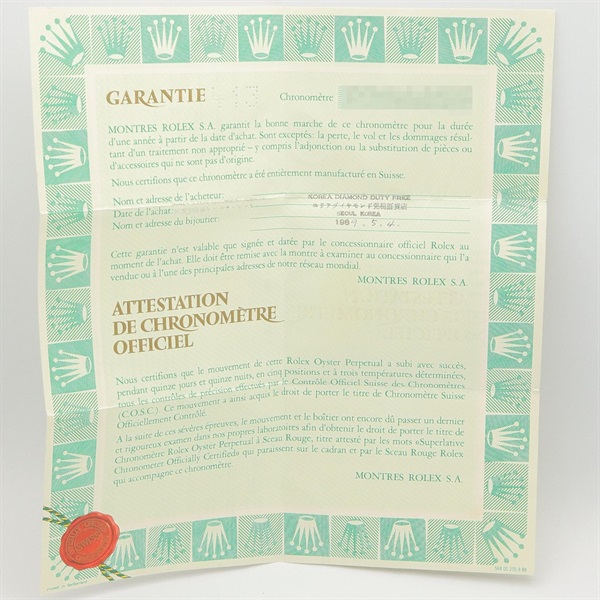 GARANTIE
Chronomètre
MONTRES ROLEX S.A. garantit la bonne marche de ce chronomètre pour la durée
d'une année à partir de la date d'achat. Sont exceptés: la perte, le vol et les dommages résul-
tant d'un traitement non approprié – y compris l'adjonction ou la substitution de pièces ou
d'accessoires qui ne sont pas d'origine.
Nous certifions que ce chronomètre a été entièrement manufacturé en Suisse.
Nom et adresse de l'acheteur:
KOREA DIAMOND DUTY FREE
Date de l'achat:
SEOUL KOREA
Nom et adresse du bijoutier:
1987. 5. 4.
Cette garantie n'est valable que signée et datée par le concessionnaire officiel Rolex au
moment de l'achat. Elle doit être remise avec la montre à examiner au concessionnaire qui l'a
vendue ou à l'une des principales adresses de notre réseau mondial.
MONTRES ROLEX S.A.
ATTESTATION
DE CHRONOMÈTRE
OFFICIEL
Nous certifions que le mouvement de cette Rolex Oyster Perpetual a subi avec succès,
pendant quinze jours et quinze nuits, en cinq positions et à trois températures déterminées,
tous les contrôles de précision effectués par le Contrôle Officiel Suisse des Chronomètres
(C.O.S.C.). Ce mouvement a ainsi acquis le droit de porter le titre de Chronomètre Suisse
Officiellement Contrôlé.
A la suite de ces sévères épreuves, le mouvement et le boîtier ont encore dû passer un dernier
et rigoureux examen dans nos propres laboratoires afin d'obtenir le droit de porter le titre de
Chronomètre Rolex Oyster Perpetual à Sceau Rouge, titre attesté par les mots «Superlative
Chronometer Officially Certified» qui paraissent sur le cadran et par le Sceau Rouge Rolex
qui accompagne ce chronomètre.
MONTRES ROLEX S.A.